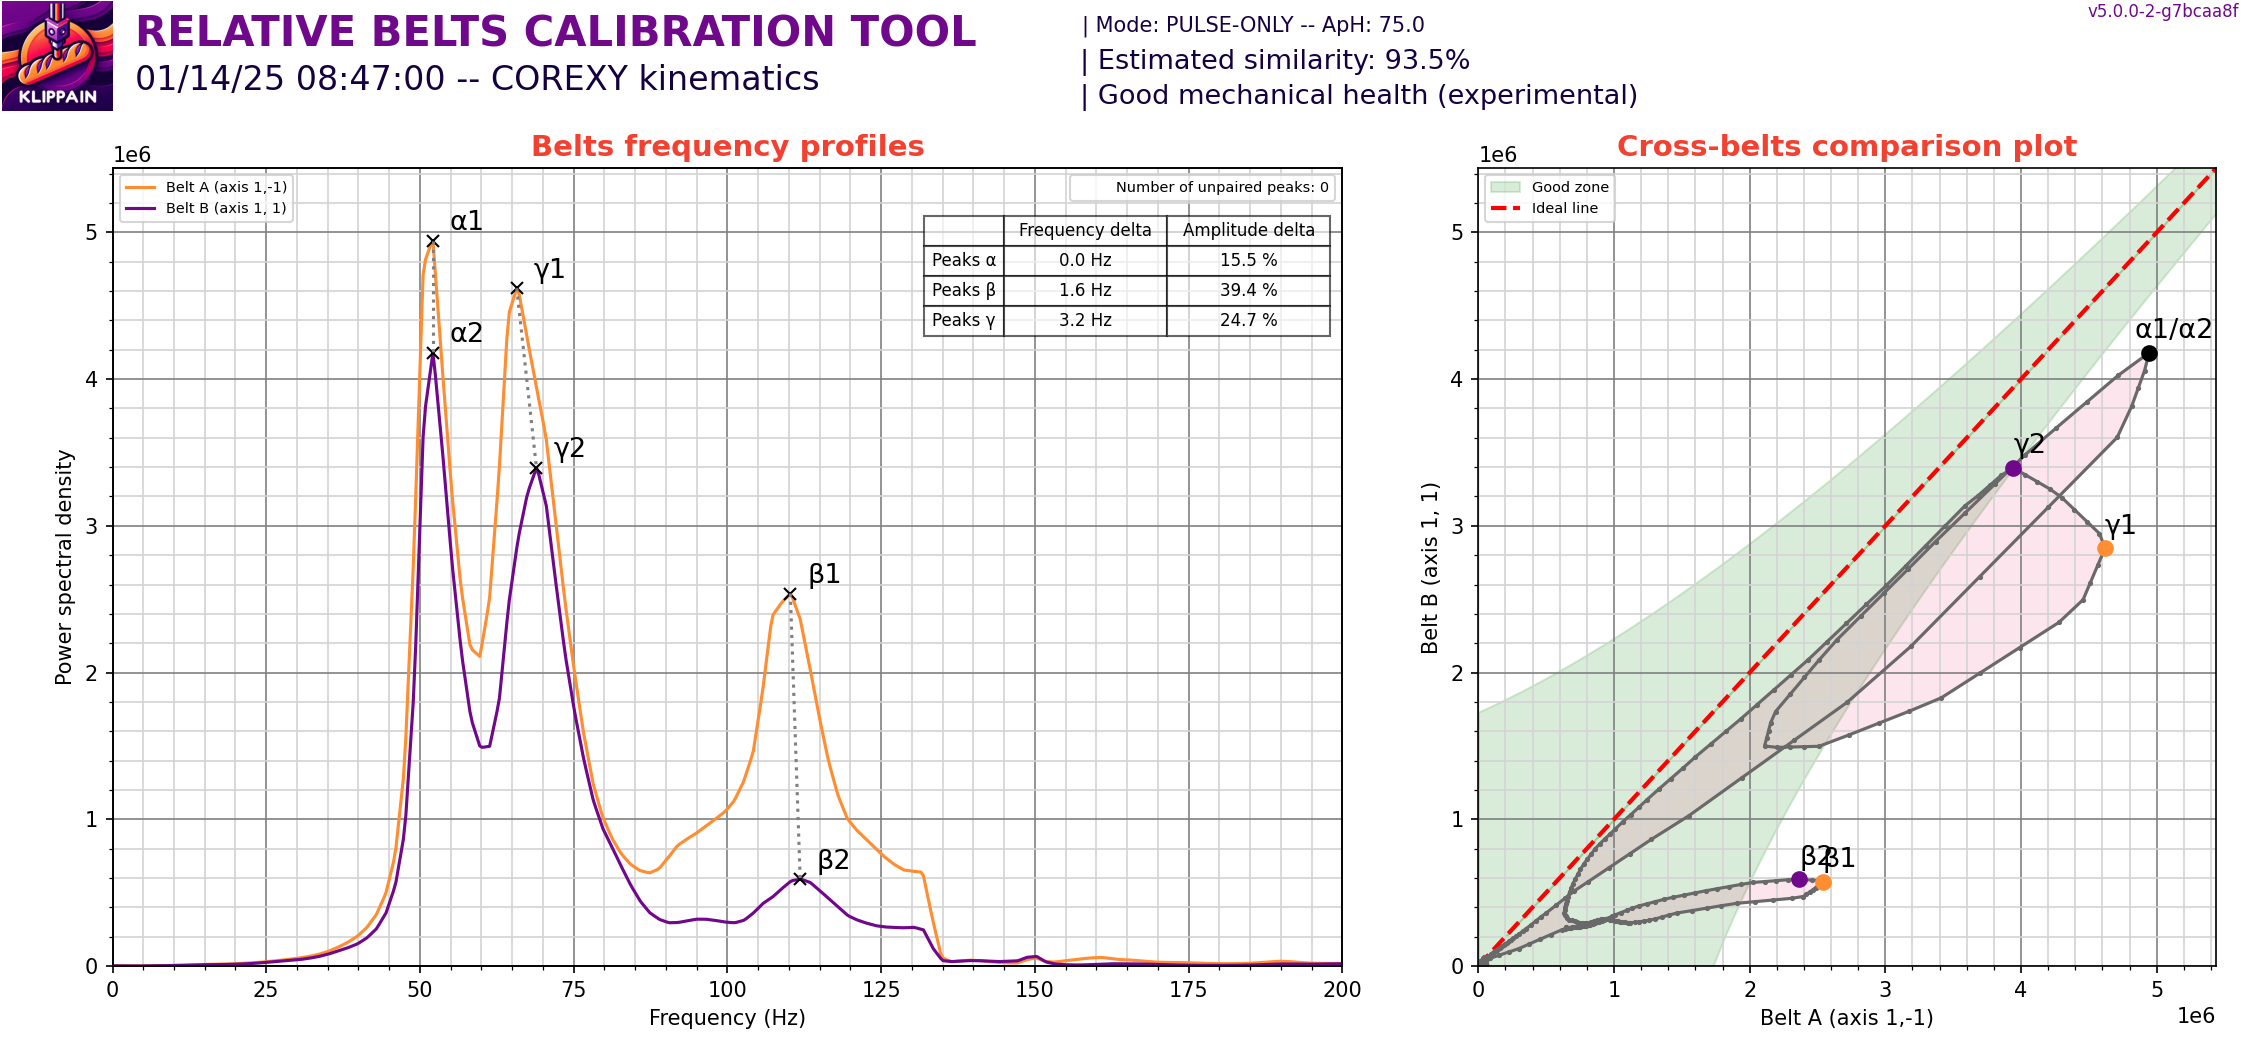 KLIPPAIN
RELATIVE BELTS CALIBRATION TOOL
01/14/25 08:47:00 -- COREXY kinematics
| Mode: PULSE-ONLY -- ApH: 75.0
| Estimated similarity: 93.5%
| Good mechanical health (experimental)
v5.0.0-2-g7bcaa8f
Belts frequency profiles
1e6
Belt A (axis 1,-1)
Belt B (axis 1, 1)
Number of unpaired peaks: 0
Frequency delta Amplitude delta
Peaks α 0.0 Hz 15.5 %
Peaks β 1.6 Hz 39.4 %
Peaks γ 3.2 Hz 24.7 %
α1
α2
γ1
γ2
β1
β2
5
4
3
2
1
0
Power spectral density
0 25 50 75 100 125 150 175 200
Frequency (Hz)
Cross-belts comparison plot
1e6
Good zone
Ideal line
α1/α2
γ2
γ1
β2
β1
5
4
3
2
1
0
Belt B (axis 1, 1)
0 1 2 3 4 5
Belt A (axis 1,-1)
1e6